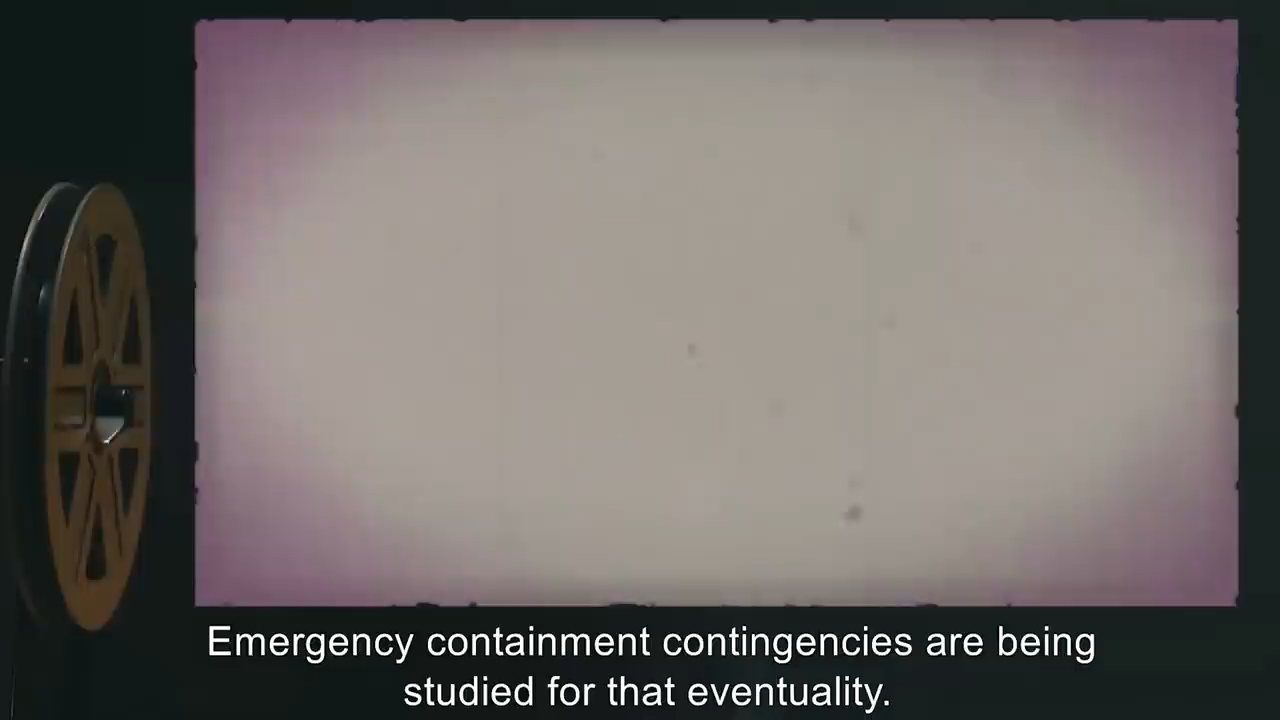 Emergency containment contingencies are being
studied for that eventuality.